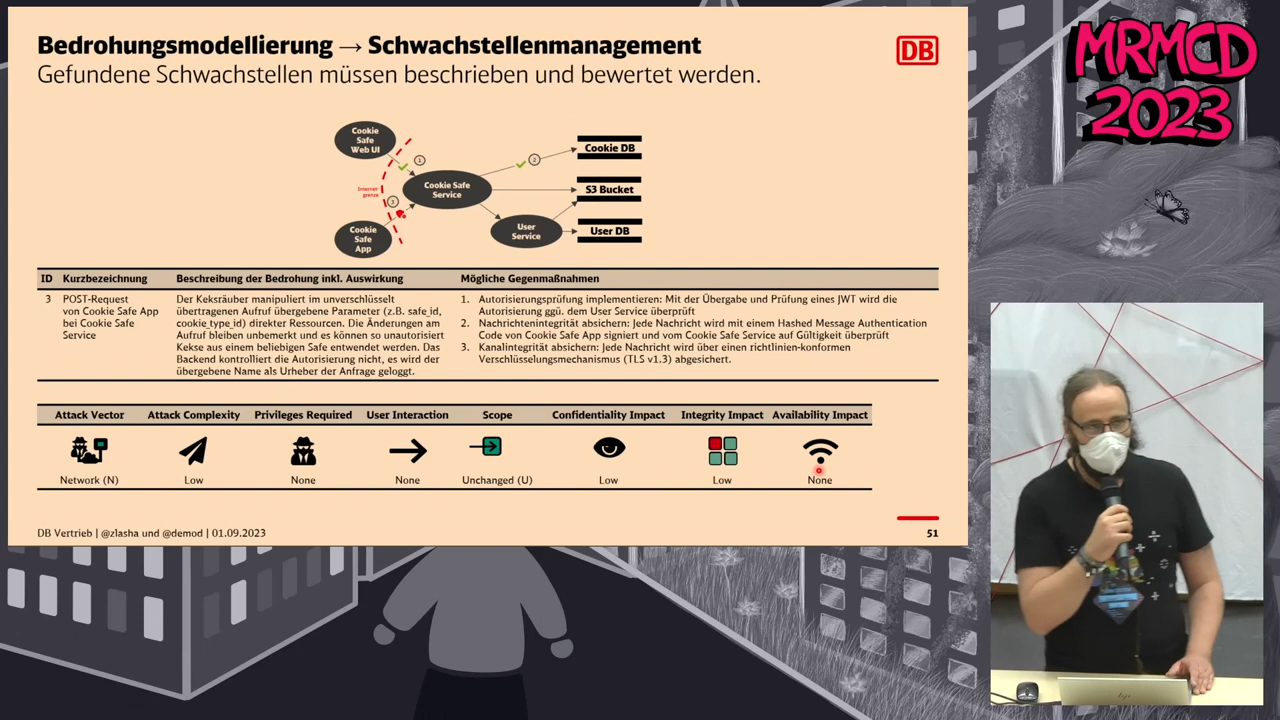 Bedrohungsmodellierung → Schwachstellenmanagement
Gefundene Schwachstellen müssen beschrieben und bewertet werden.
DB
MRMCD
2023
Cookie
Safe
Web UI
1
2
Cookie DB
Internet-
grenze
Cookie Safe
Service
S3 Bucket
3
Cookie
Safe
App
User
Service
User DB
ID Kurzbezeichnung Beschreibung der Bedrohung inkl. Auswirkung Mögliche Gegenmaßnahmen
3 POST-Request
von Cookie Safe App
bei Cookie Safe
Service
Der Keksräuber manipuliert im unverschlüsselt
übertragenen Aufruf übergebene Parameter (z.B. safe_id,
cookie_type_id) direkter Ressourcen. Die Änderungen am
Aufruf bleiben unbemerkt und es können so unautorisiert
Kekse aus einem beliebigen Safe entwendet werden. Das
Backend kontrolliert die Autorisierung nicht, es wird der
übergebene Name als Urheber der Anfrage geloggt.
1. Autorisierungsprüfung implementieren: Mit der Übergabe und Prüfung eines JWT wird die
Autorisierung ggü. dem User Service überprüft
2. Nachrichtenintegrität absichern: Jede Nachricht wird mit einem Hashed Message Authentication
Code von Cookie Safe App signiert und vom Cookie Safe Service auf Gültigkeit überprüft
3. Kanalintegrität absichern: Jede Nachricht wird über einen richtlinien-konformen
Verschlüsselungsmechanismus (TLS v1.3) abgesichert.
Attack Vector Attack Complexity Privileges Required User Interaction Scope Confidentiality Impact Integrity Impact Availability Impact
Network (N) Low None None Unchanged (U) Low Low None
DB Vertrieb | @zlasha und @demod | 01.09.2023
51